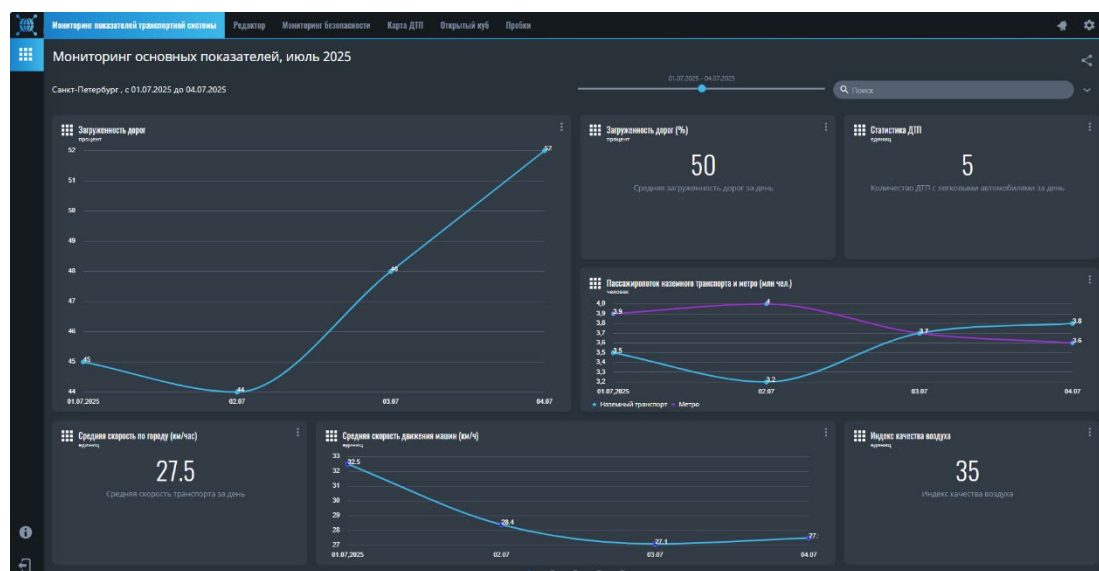 Мониторинг показателей транспортной системы Редактор Мониторинг безопасности Карта ДТП Открытый куб Пробки
Мониторинг основных показателей, июль 2025
Санкт-Петербург , с 01.07.2025 до 04.07.2025
01.07.2025 - 04.07.2025
Поиск
Загруженность дорог
процент
52
51
50
49
48
47
46
45
44
45
44
48
52
01.07.2025 02.07 03.07 04.07
Загруженность дорог (%)
процент
50
Средняя загруженность дорог за день
Статистика ДТП
единиц
5
Количество ДТП с легковыми автомобилями за день
Пассажиропоток наземного транспорта и метро (млн чел.)
человек
4,0
3,9
3,8
3,7
3,6
3,5
3,4
3,3
3,2
3.9
4
3.5
3.2
3.7
3.8
3.6
01.07.2025 02.07 03.07 04.07
Наземный транспорт Метро
Средняя скорость по городу (км/час)
единиц
27.5
Средняя скорость транспорта за день
Средняя скорость движения машин (км/ч)
единиц
33
32
31
30
29
28
27
32.5
28.4
27.1
27.
01.07.2025 02.07 03.07 04.07
Индекс качества воздуха
единиц
35
Индекс качества воздуха